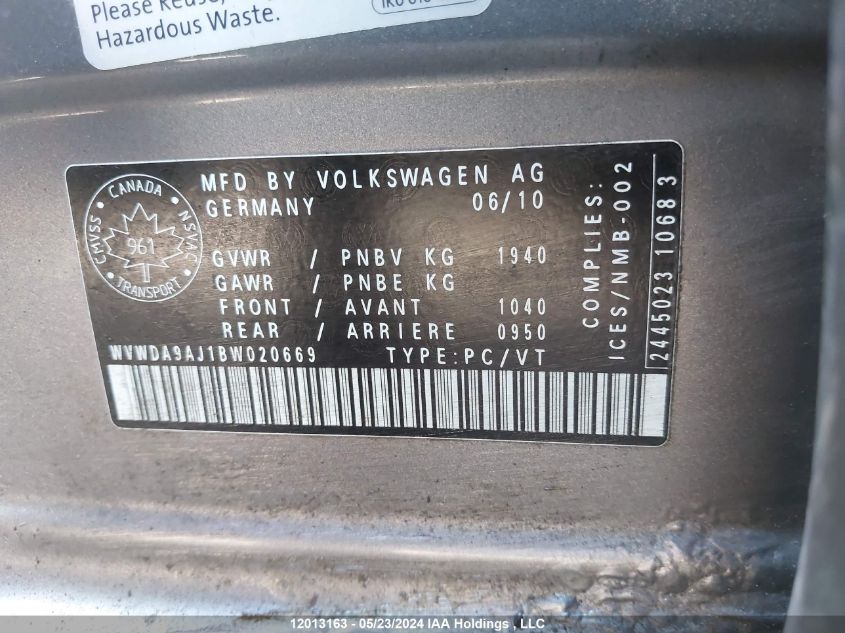 Please Reuse,
Hazardous Waste.
CANADA
CMVSS NSVAC
961
TRANSPORT
MFD BY VOLKSWAGEN AG
GERMANY 06/10
GVWR / PNBV KG 1940
GAWR / PNBE KG
FRONT / AVANT 1040
REAR / ARRIERE 0950
WVWDA9AJ1BW020669 TYPE:PC/VT
COMPLIES:
ICES/NMB-002
2445023 10683
12013163 - 05/23/2024 IAA Holdings, LLC